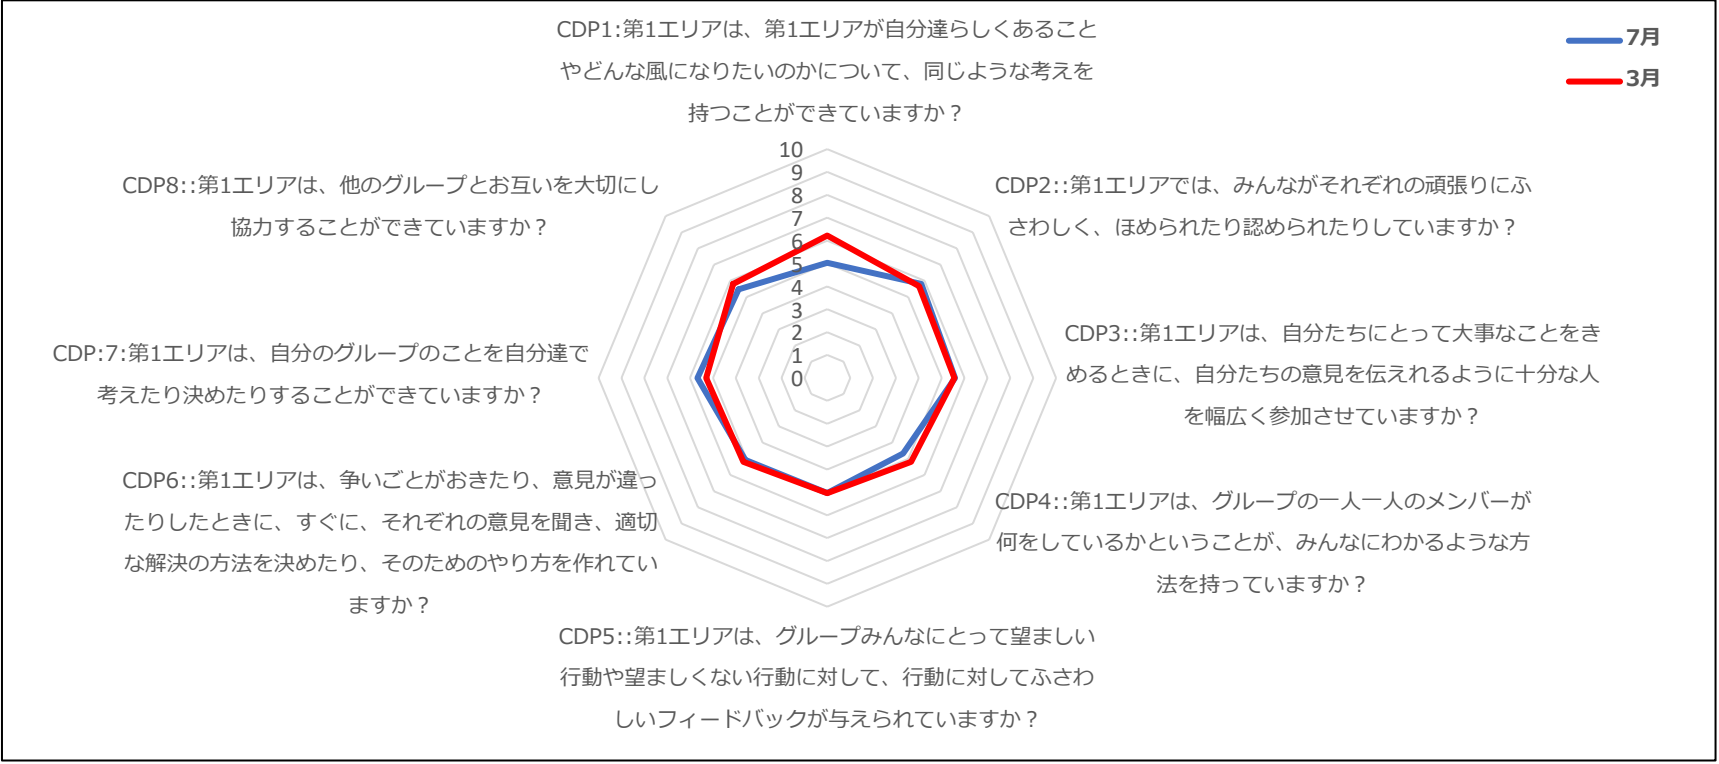 CDP1:第1エリアは、第1エリアが自分達らしくあること
やどんな風になりたいのかについて、同じような考えを
持つことができていますか？
7月
3月
10
9
8
7
6
5
4
3
2
1
0
CDP2::第1エリアでは、みんながそれぞれの頑張りにふ
さわしく、ほめられたり認められたりしていますか？
CDP3::第1エリアは、自分たちにとって大事なことをき
めるときに、自分たちの意見を伝えれるように十分な人
を幅広く参加させていますか？
CDP4::第1エリアは、グループの一人一人のメンバーが
何をしているかということが、みんなにわかるような方
法を持っていますか？
CDP5::第1エリアは、グループみんなにとって望ましい
行動や望ましくない行動に対して、行動に対してふさわ
しいフィードバックが与えられていますか？
CDP6::第1エリアは、争いごとがおきたり、意見が違っ
たりしたときに、すぐに、それぞれの意見を聞き、適切
な解決の方法を決めたり、そのためのやり方を作れてい
ますか？
CDP:7:第1エリアは、自分のグループのことを自分達で
考えたり決めたりすることができていますか？
CDP8::第1エリアは、他のグループとお互いを大切にし
協力することができていますか？